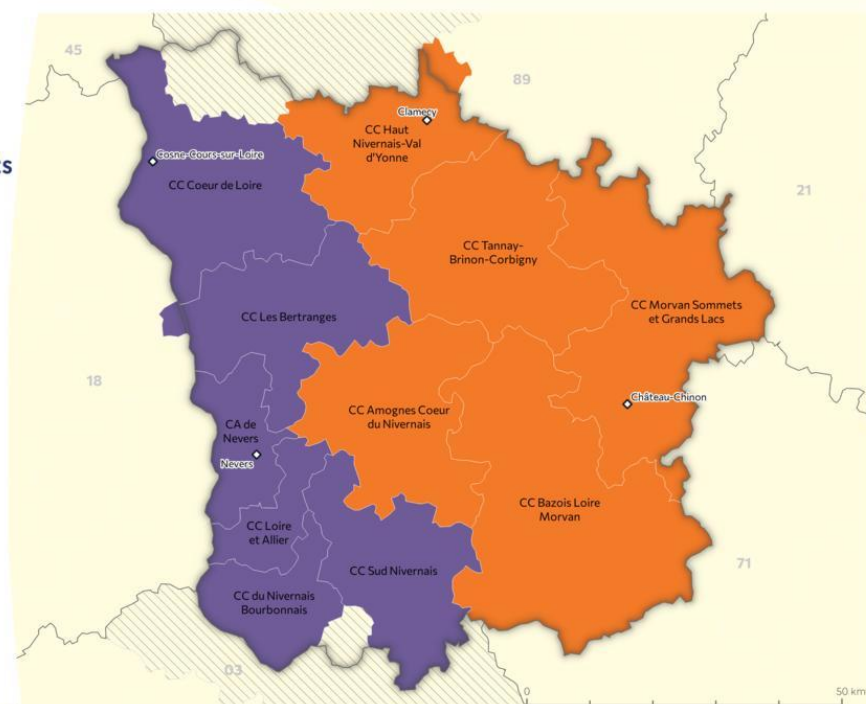 45
89
Clamecy
CC Haut
Nivernais-Val
d'Yonne
Cosne-Cours-sur-Loire
CC Coeur de Loire
21
CC Tannay-
Brinon-Corbigny
CC Morvan Sommets
et Grands Lacs
CC Les Bertranges
18
Château-Chinon
CC Amognes Coeur
du Nivernais
CA de
Nevers
Nevers
CC Bazois Loire
Morvan
CC Loire
et Allier
71
CC Sud Nivernais
CC du Nivernais
Bourbonnais
03
0
50 km